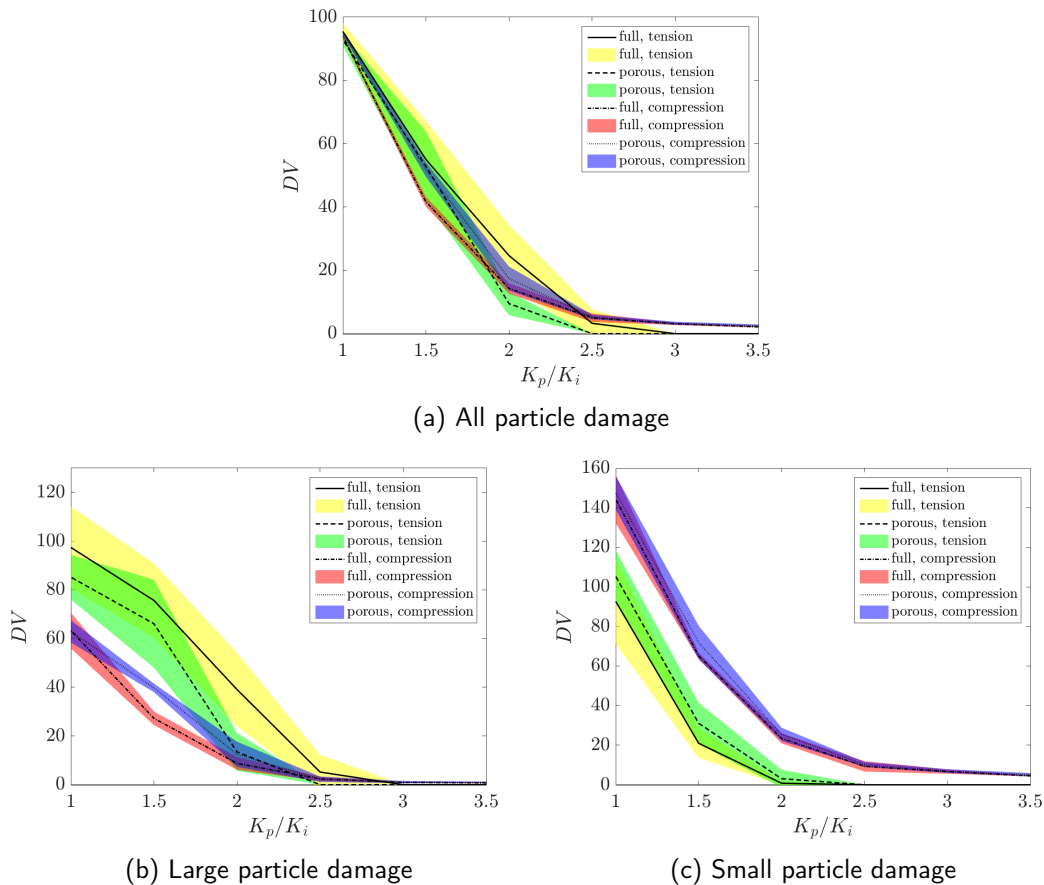 100
80
60
40
20
0
DV
full, tension
full, tension
porous, tension
porous, tension
full, compression
full, compression
porous, compression
porous, compression
1 1.5 2 2.5 3 3.5
K_p/K_i
(a) All particle damage
120
100
80
60
40
20
0
DV
full, tension
full, tension
porous, tension
porous, tension
full, compression
full, compression
porous, compression
porous, compression
1 1.5 2 2.5 3 3.5
K_p/K_i
(b) Large particle damage
160
140
120
100
80
60
40
20
0
DV
full, tension
full, tension
porous, tension
porous, tension
full, compression
full, compression
porous, compression
porous, compression
1 1.5 2 2.5 3 3.5
K_p/K_i
(c) Small particle damage